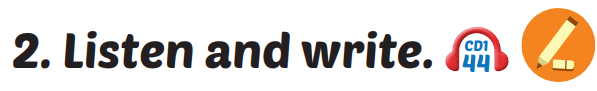 2. Listen and write. CD1
44